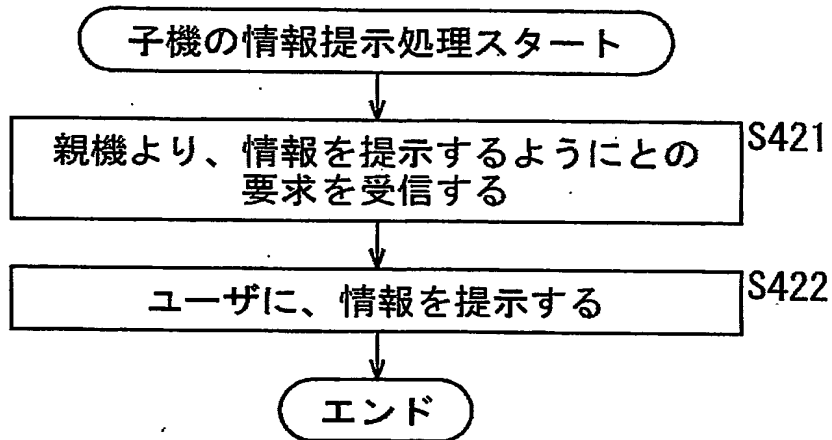 子機の情報提示処理スタート
親機より、情報を提示するようにとの
要求を受信する
S421
ユーザに、情報を提示する
S422
エンド